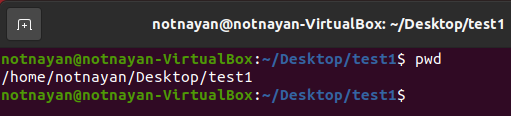 notnayan@notnayan-VirtualBox: ~/Desktop/test1
notnayan@notnayan-VirtualBox:~/Desktop/test1$ pwd
/home/notnayan/Desktop/test1
notnayan@notnayan-VirtualBox:~/Desktop/test1$